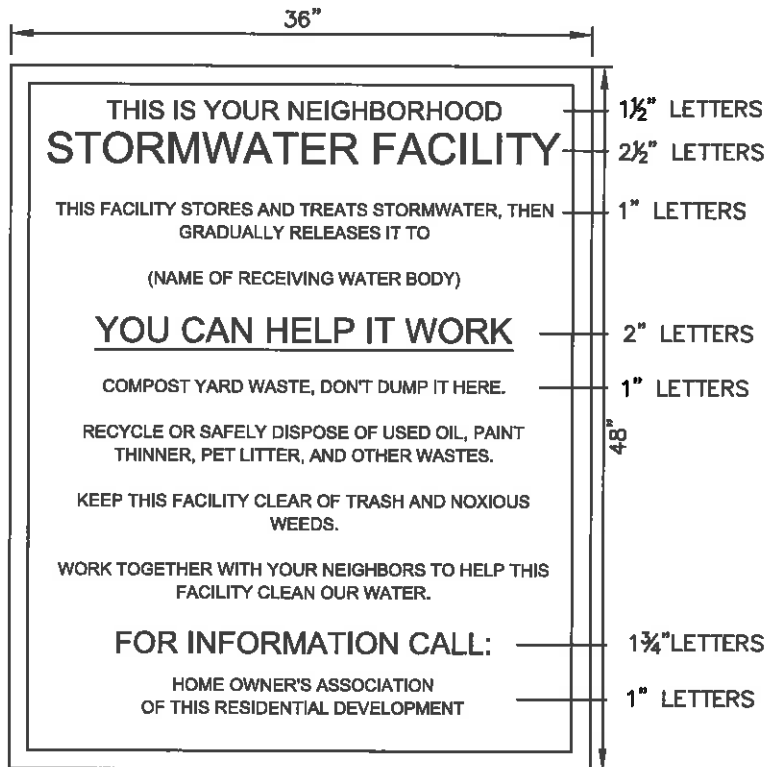 36"
THIS IS YOUR NEIGHBORHOOD
1½" LETTERS
STORMWATER FACILITY
2½" LETTERS
THIS FACILITY STORES AND TREATS STORMWATER, THEN
1" LETTERS
GRADUALLY RELEASES IT TO
(NAME OF RECEIVING WATER BODY)
YOU CAN HELP IT WORK
2" LETTERS
COMPOST YARD WASTE, DON'T DUMP IT HERE.
1" LETTERS
48"
RECYCLE OR SAFELY DISPOSE OF USED OIL, PAINT
THINNER, PET LITTER, AND OTHER WASTES.
KEEP THIS FACILITY CLEAR OF TRASH AND NOXIOUS
WEEDS.
WORK TOGETHER WITH YOUR NEIGHBORS TO HELP THIS
FACILITY CLEAN OUR WATER.
FOR INFORMATION CALL:
1¾"LETTERS
HOME OWNER'S ASSOCIATION
OF THIS RESIDENTIAL DEVELOPMENT
1" LETTERS